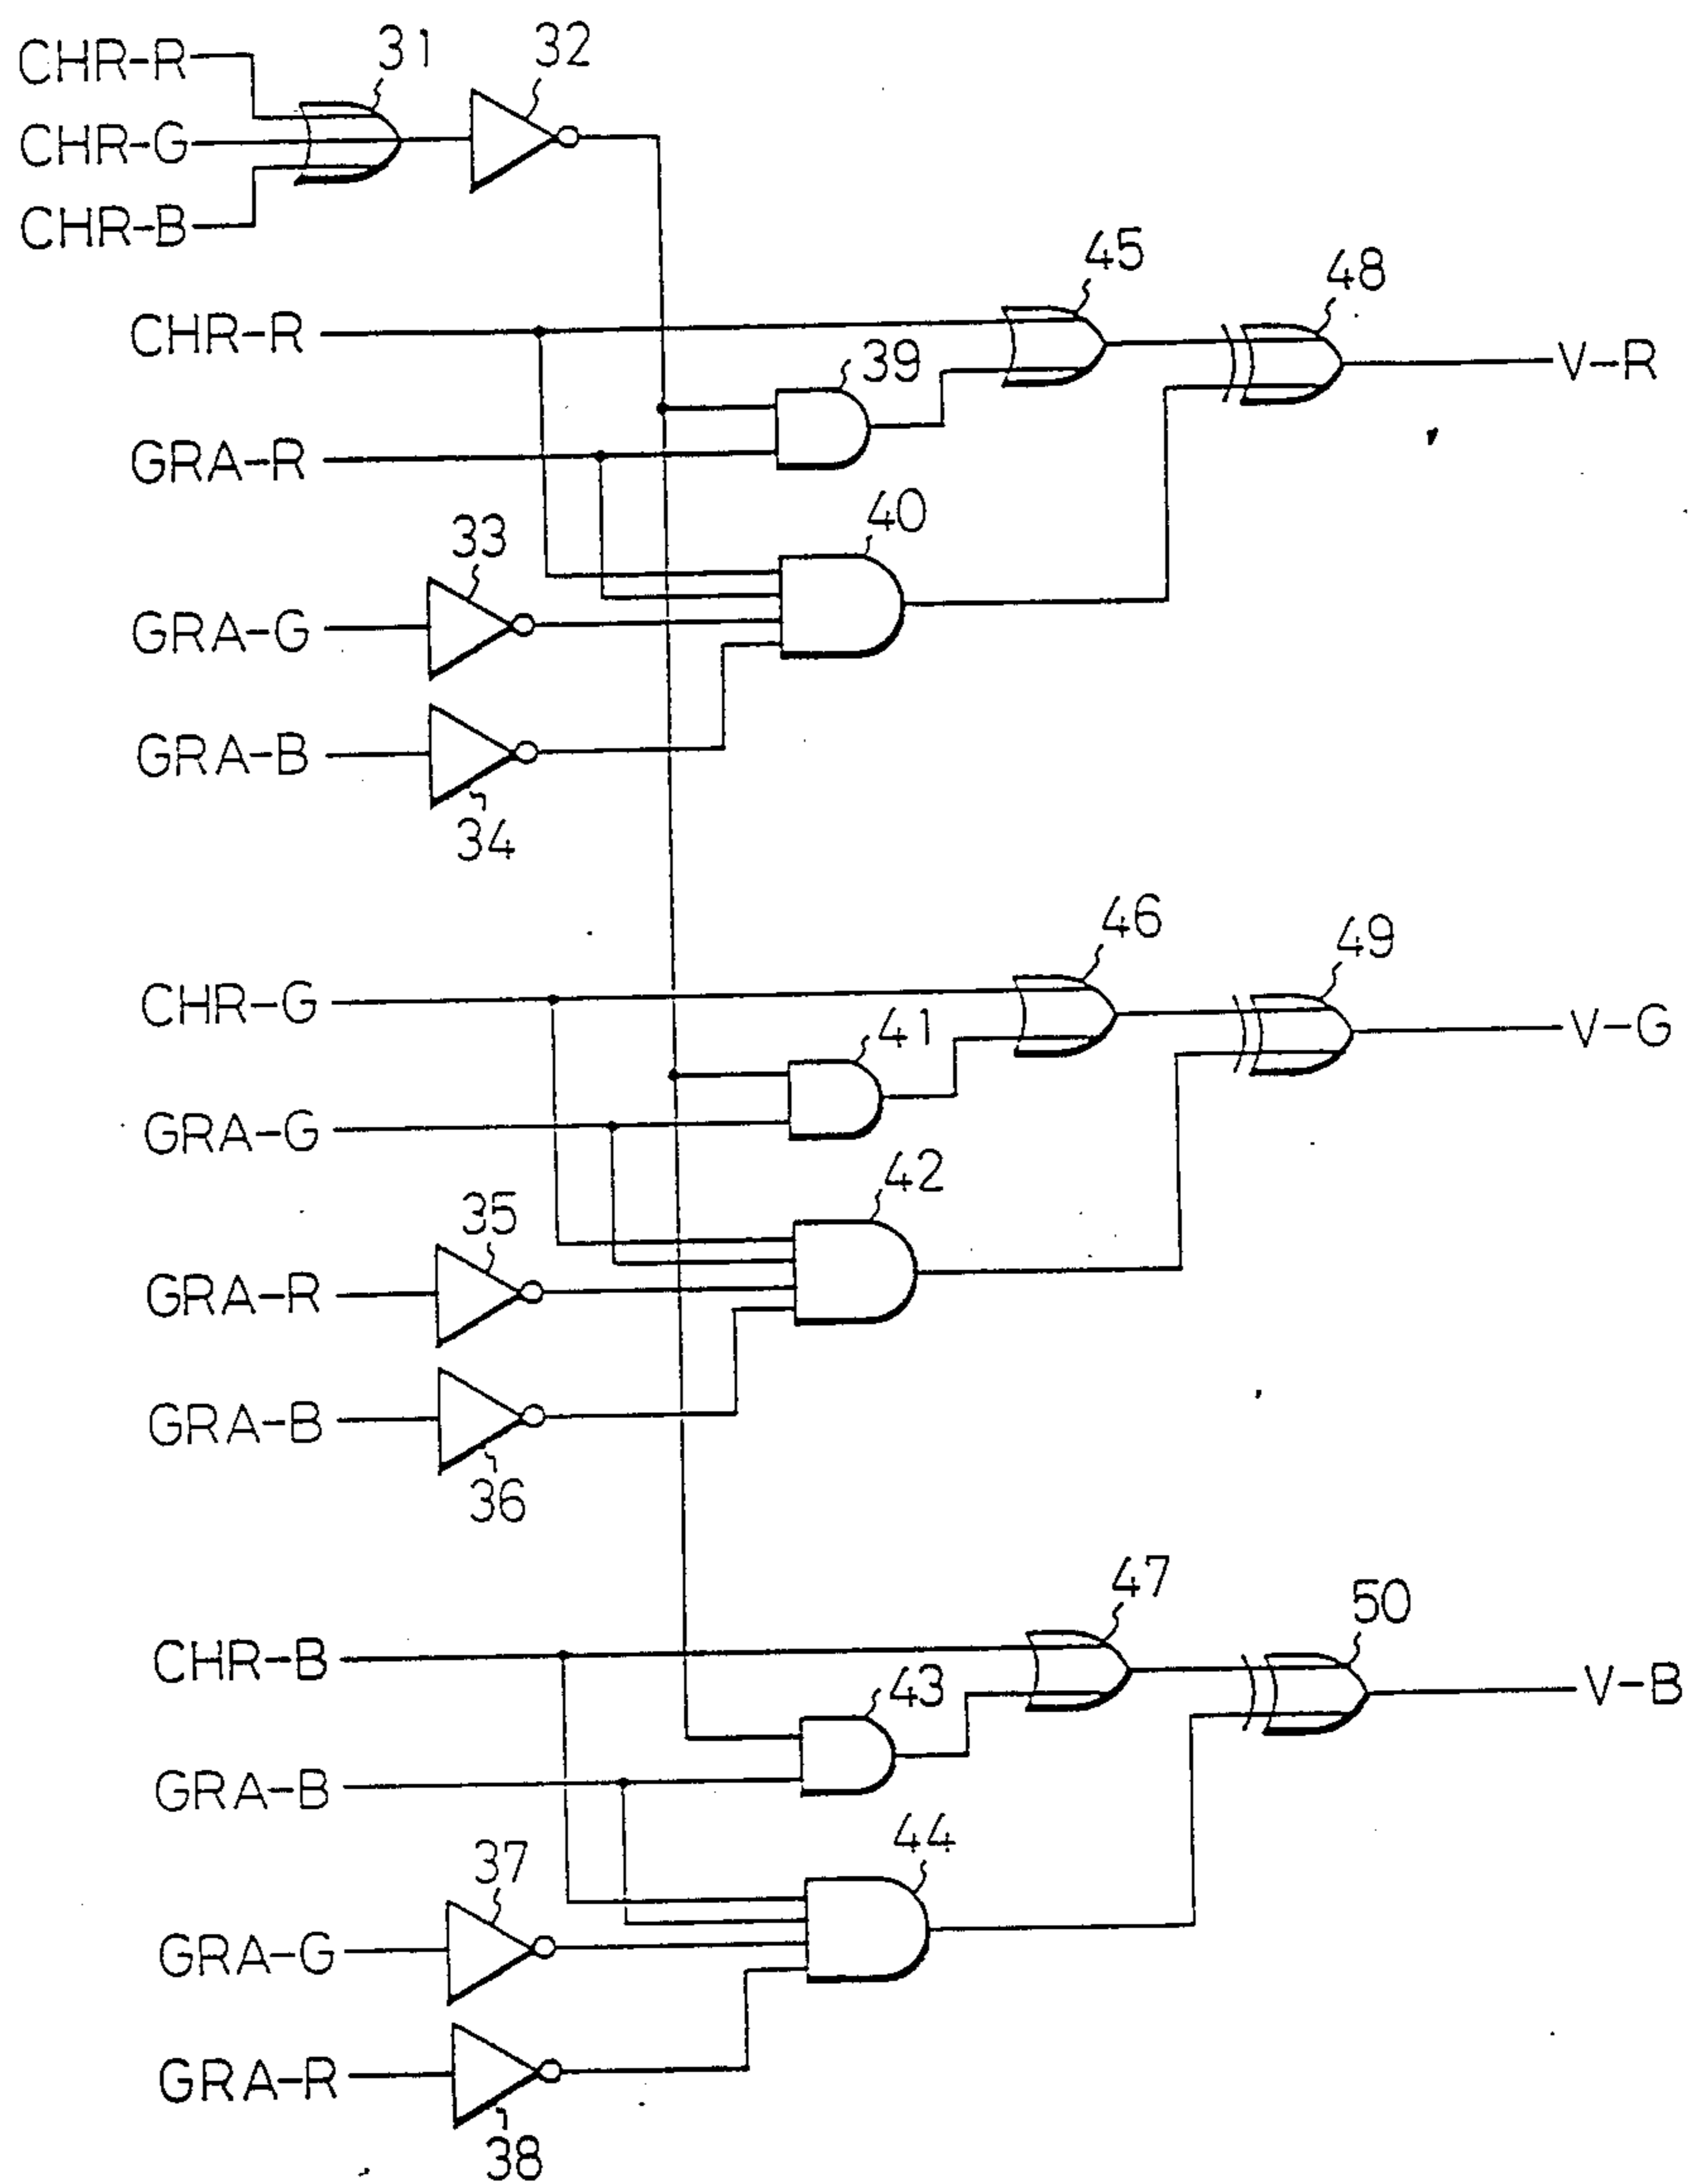 CHR-R
31
32
CHR-G
CHR-B
45
48
CHR-R
V-R
39
GRA-R
40
33
GRA-G
GRA-B
34
46
49
CHR-G
V-G
41
GRA-G
42
35
GRA-R
GRA-B
36
47
50
CHR-B
V-B
43
GRA-B
44
37
GRA-G
GRA-R
38